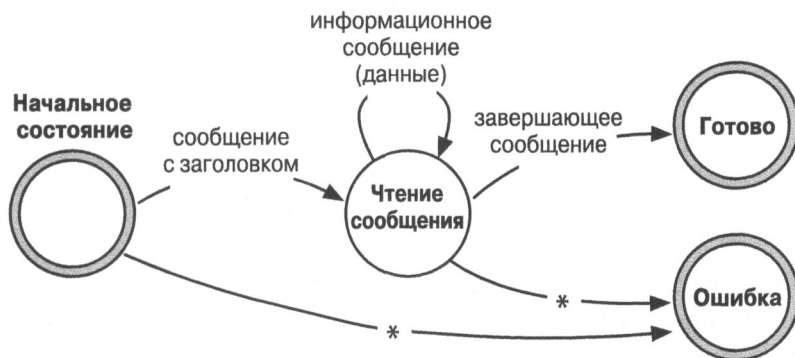 информационное
сообщение
(данные)
Начальное
состояние
сообщение
с заголовком
Чтение
сообщения
завершающее
сообщение
Готово
*
Ошибка
*